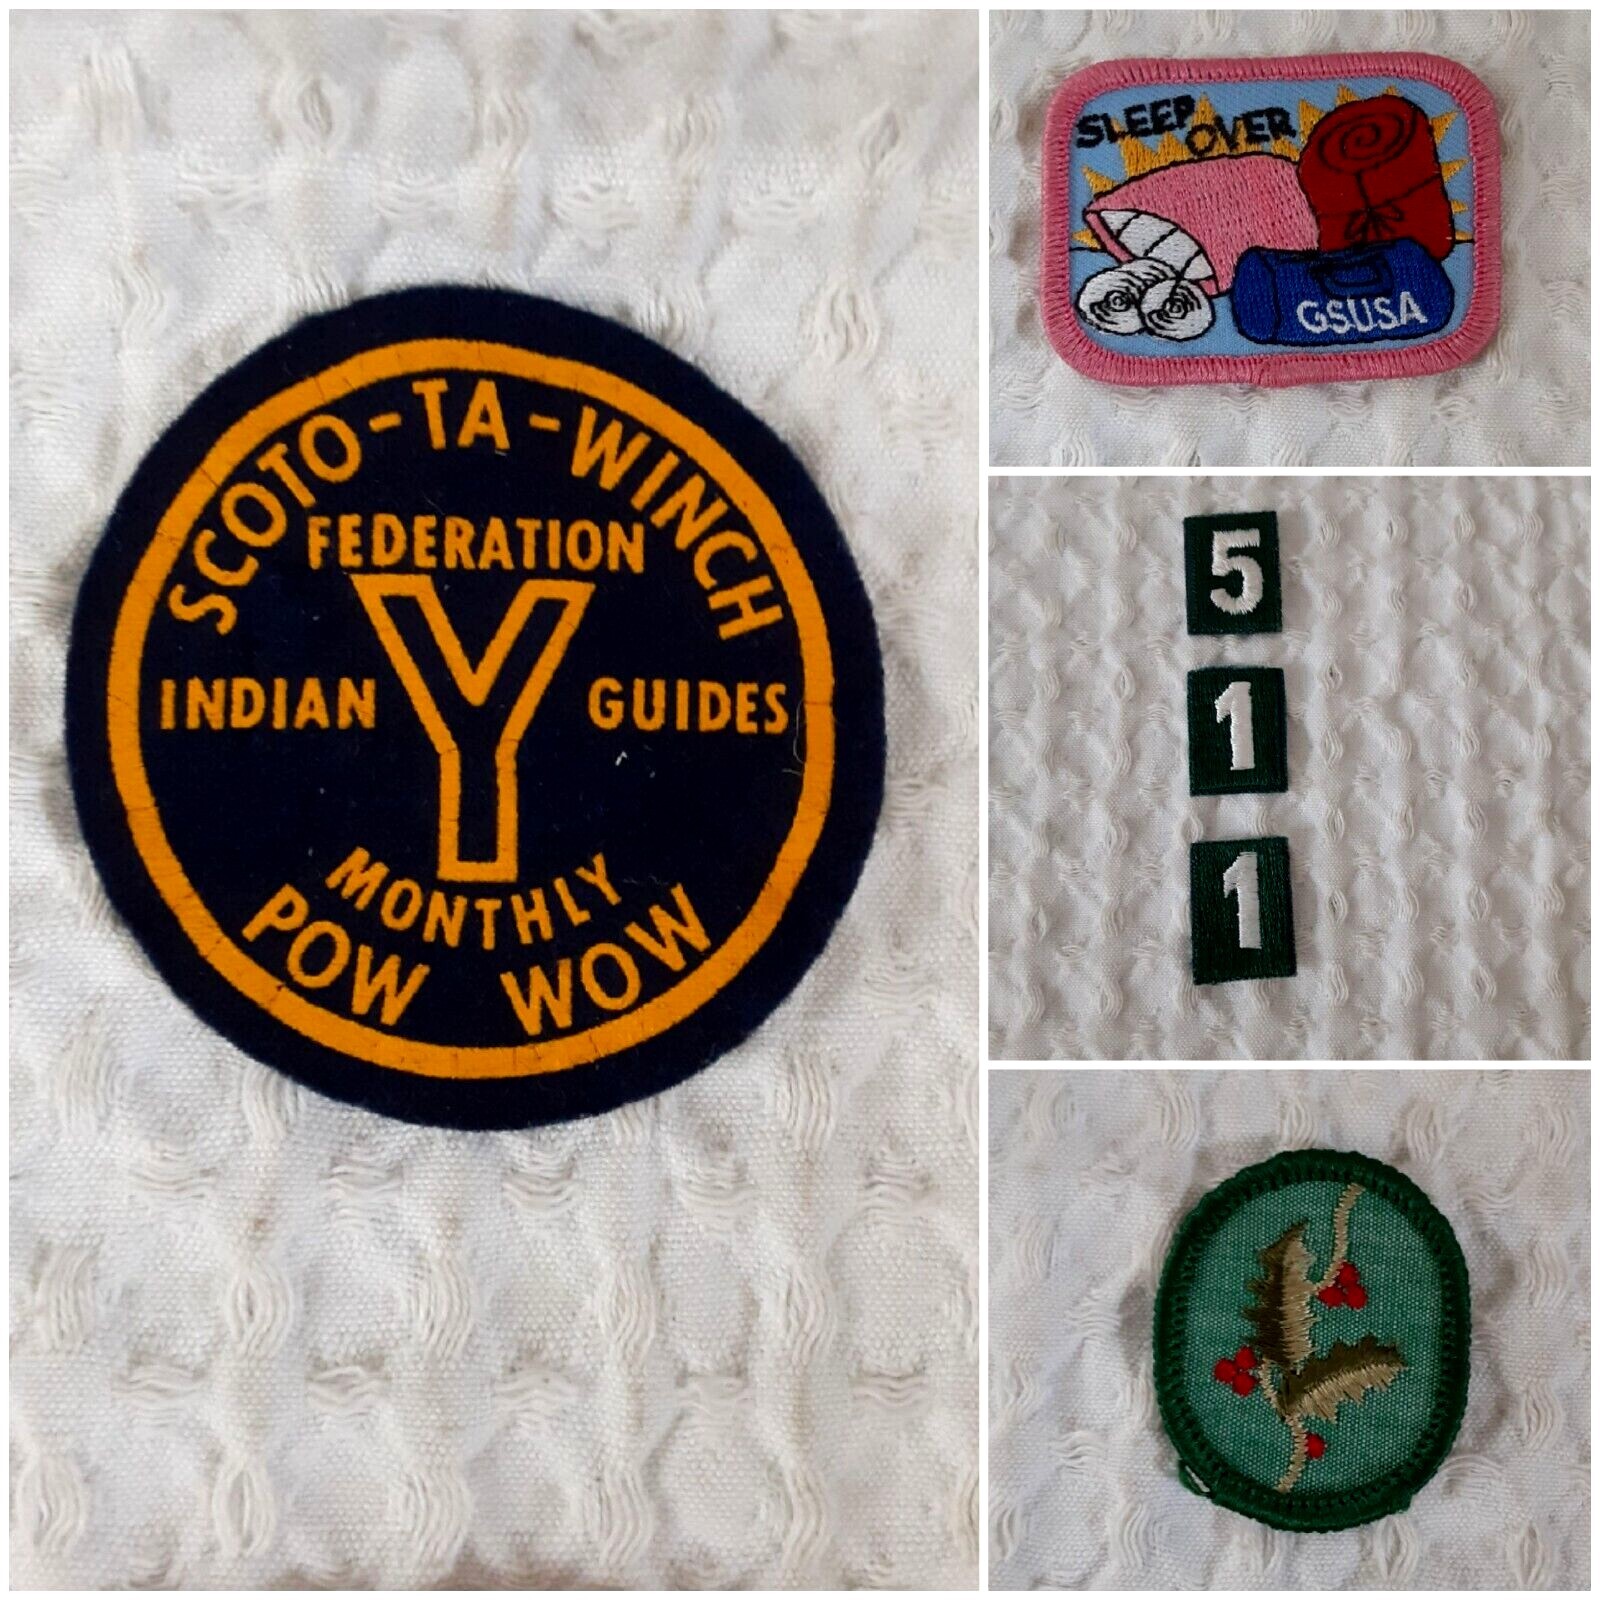 SCOTO-TA-WINCH
FEDERATION
Y
INDIAN GUIDES
MONTHLY
POW WOW
SLEEP
OVER
GSUSA
5
1
1